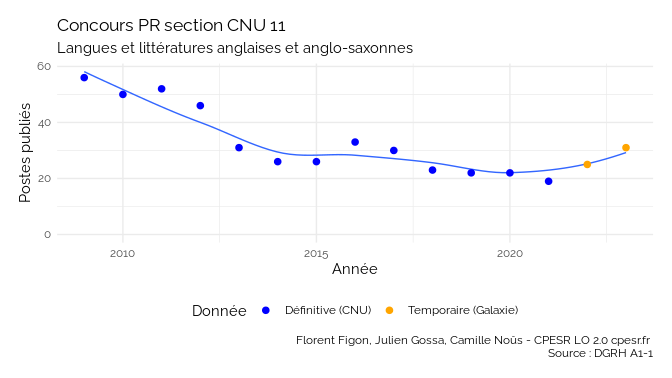 Concours PR section CNU 11
Langues et littératures anglaises et anglo-saxonnes
Postes publiés
60
40
20
0
2010
2015
2020
Année
Donnée
Définitive (CNU)
Temporaire (Galaxie)
Florent Figon, Julien Gossa, Camille Noûs - CPESR LO 2.0 cpesr.fr
Source : DGRH A1-1